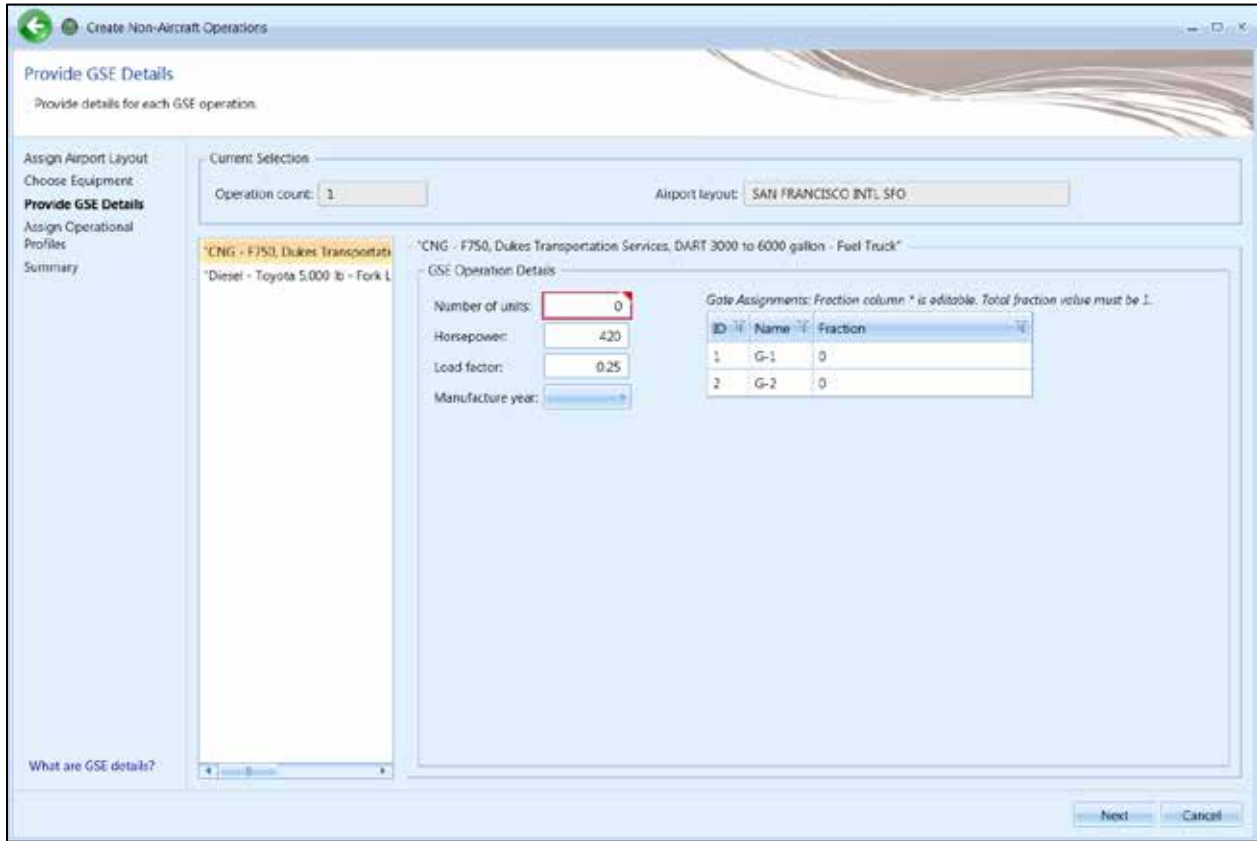 Create Non-Aircraft Operations
Provide GSE Details
Provide details for each GSE operation.
Assign Airport Layout
Choose Equipment
Provide GSE Details
Assign Operational
Profiles
Summary
What are GSE details?
Current Selection
Operation count: 1
Airport layout: SAN FRANCISCO INTL SFO
"CNG - F750, Dukes Transportati
"Diesel - Toyota 5,000 lb - Fork L
"CNG - F750, Dukes Transportation Services, DART 3000 to 6000 gallon - Fuel Truck"
GSE Operation Details
Number of units: 0
Horsepower: 420
Load factor: 0.25
Manufacture year:
Gate Assignments: Fraction column * is editable. Total fraction value must be 1.
ID Name Fraction
1 G-1 0
2 G-2 0
Next Cancel